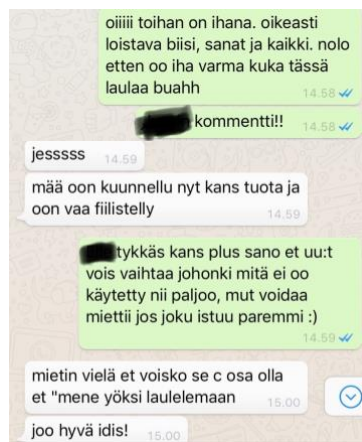 oiiiii toihan on ihana. oikeasti
loistava biisi, sanat ja kaikki. nolo
etten oo iha varma kuka tässä
laulaa buahh
14.58
kommentti!!
14.58
jesssss
14.59
mää oon kuunnellu nyt kans tuota ja
oon vaa fiilistelly
14.59
tykkäs kans plus sano et uu:t
vois vaihtaa johonki mitä ei oo
käytetty nii paljoo, mut voidaa
miettii jos joku istuu paremmi :)
14.59
mietin vielä et voisko se c osa olla
et "mene yöksi laulelemaan
15.00
joo hyvä idis!
15.00